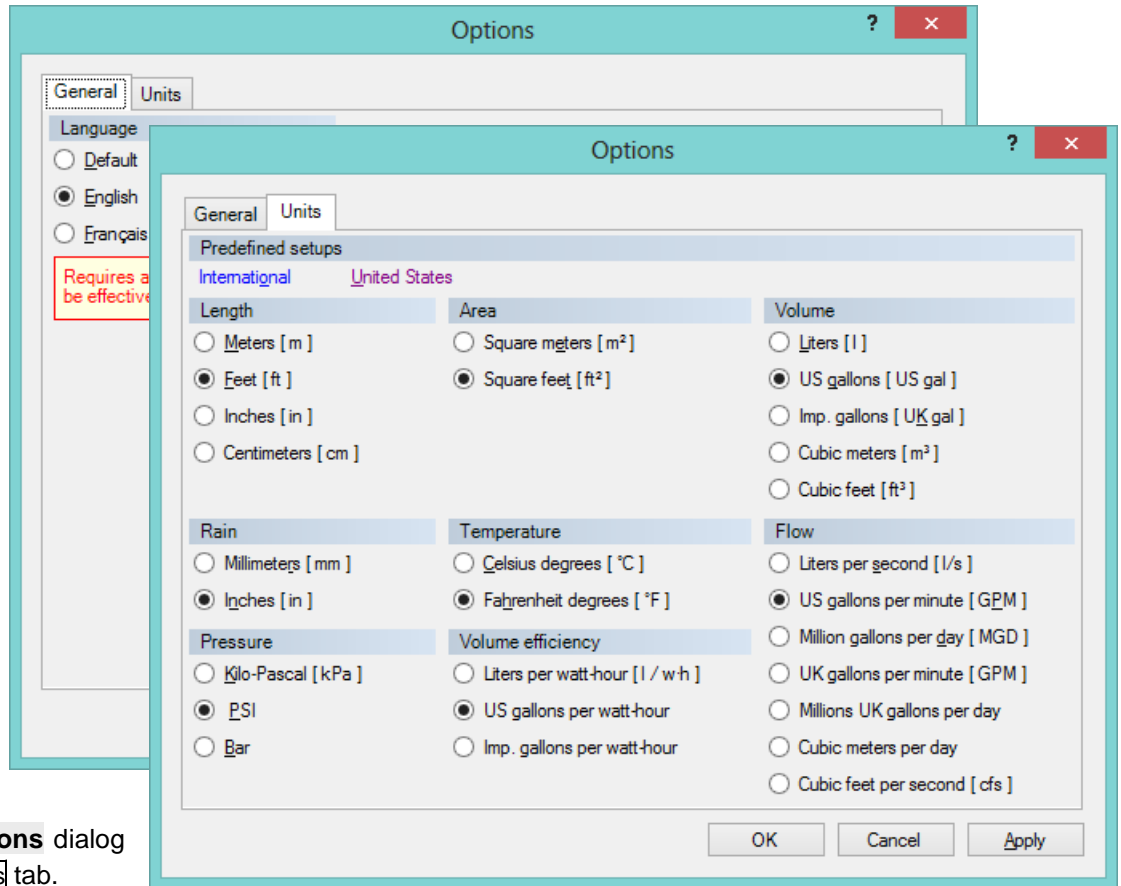 Options ?
General Units
Language
Default
English
Français
Requires a
be effective
Options ?
General Units
Predefined setups
International United States
Length Area Volume
Meters [ m ] Square meters [ m² ] Liters [ l ]
Feet [ ft ] Square feet [ ft² ] US gallons [ US gal ]
Inches [ in ] Imp. gallons [ UK gal ]
Centimeters [ cm ] Cubic meters [ m³ ]
Cubic feet [ ft³ ]
Rain Temperature Flow
Millimeters [ mm ] Celsius degrees [ °C ] Liters per second [ l/s ]
Inches [ in ] Fahrenheit degrees [ °F ] US gallons per minute [ GPM ]
Pressure Volume efficiency Million gallons per day [ MGD ]
Kilo-Pascal [ kPa ] Liters per watt-hour [ l / w·h ] UK gallons per minute [ GPM ]
PSI US gallons per watt-hour Millions UK gallons per day
Bar Imp. gallons per watt-hour Cubic meters per day
Cubic feet per second [ cfs ]
OK Cancel Apply
ons dialog
s tab.